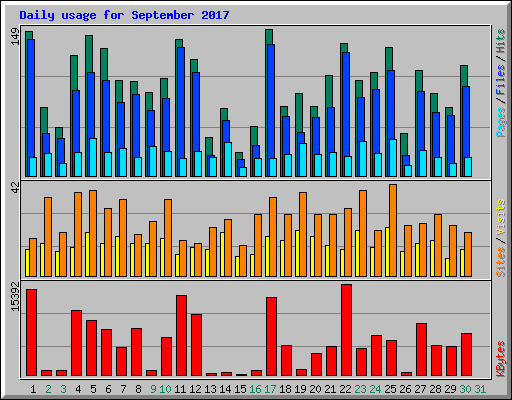 Daily usage for September 2017
149
Pages / Files / Hits
42
Sites / Visits
15392
KBytes
1 2 3 4 5 6 7 8 9 10 11 12 13 14 15 16 17 18 19 20 21 22 23 24 25 26 27 28 29 30 31